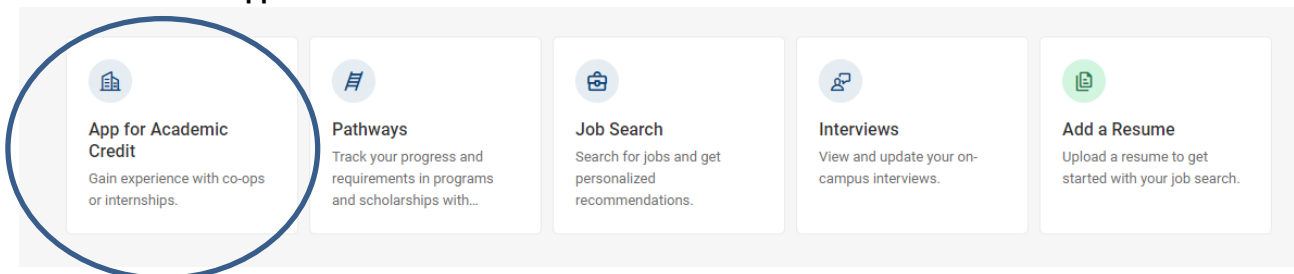 App for Academic
Credit
Gain experience with co-ops
or internships.
Pathways
Track your progress and
requirements in programs
and scholarships with...
Job Search
Search for jobs and get
personalized
recommendations.
Interviews
View and update your on-
campus interviews.
Add a Resume
Upload a resume to get
started with your job search.